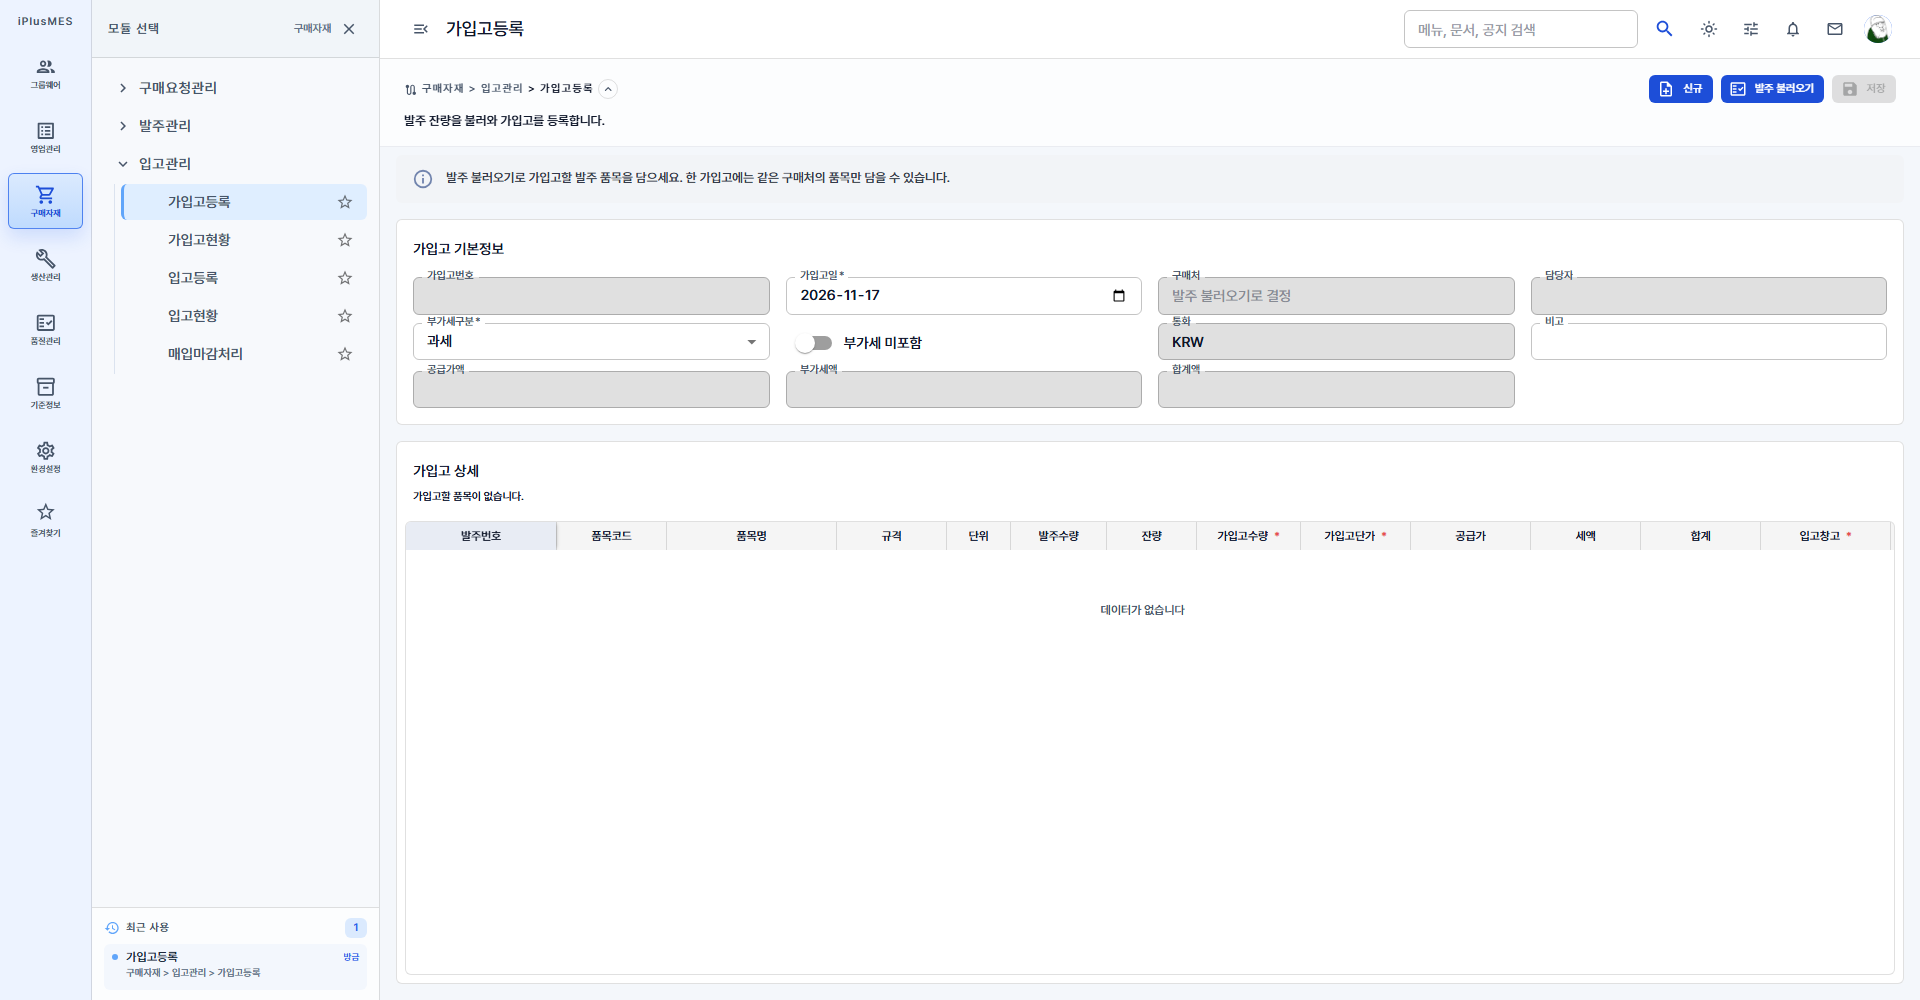 iPlusMES
그룹웨어
영업관리
구매자재
생산관리
품질관리
기준정보
환경설정
즐겨찾기
모듈 선택
구매자재
구매요청관리
발주관리
입고관리
가입고등록
가입고현황
입고등록
입고현황
매입마감처리
최근 사용
1
가입고등록
방금
구매자재 > 입고관리 > 가입고등록
가입고등록
메뉴, 문서, 공지 검색
구매자재 > 입고관리 > 가입고등록
발주 잔량을 불러와 가입고를 등록합니다.
신규
발주 불러오기
저장
발주 불러오기로 가입고할 발주 품목을 담으세요. 한 가입고에는 같은 구매처의 품목만 담을 수 있습니다.
가입고 기본정보
가입고번호
가입고일 *
2026-11-17
구매처
발주 불러오기로 결정
담당자
부가세구분 *
과세
부가세 미포함
통화
KRW
비고
공급가액
부가세액
합계액
가입고 상세
가입고할 품목이 없습니다.
발주번호 품목코드 품목명 규격 단위 발주수량 잔량 가입고수량 * 가입고단가 * 공급가 세액 합계 입고창고 *
데이터가 없습니다